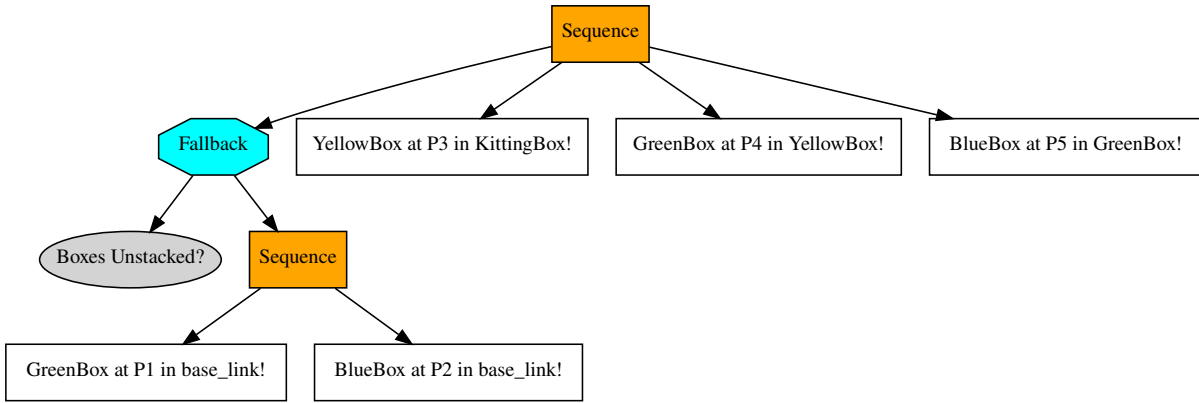 Sequence
Fallback
YellowBox at P3 in KittingBox!
GreenBox at P4 in YellowBox!
BlueBox at P5 in GreenBox!
Boxes Unstacked?
Sequence
GreenBox at P1 in base_link!
BlueBox at P2 in base_link!